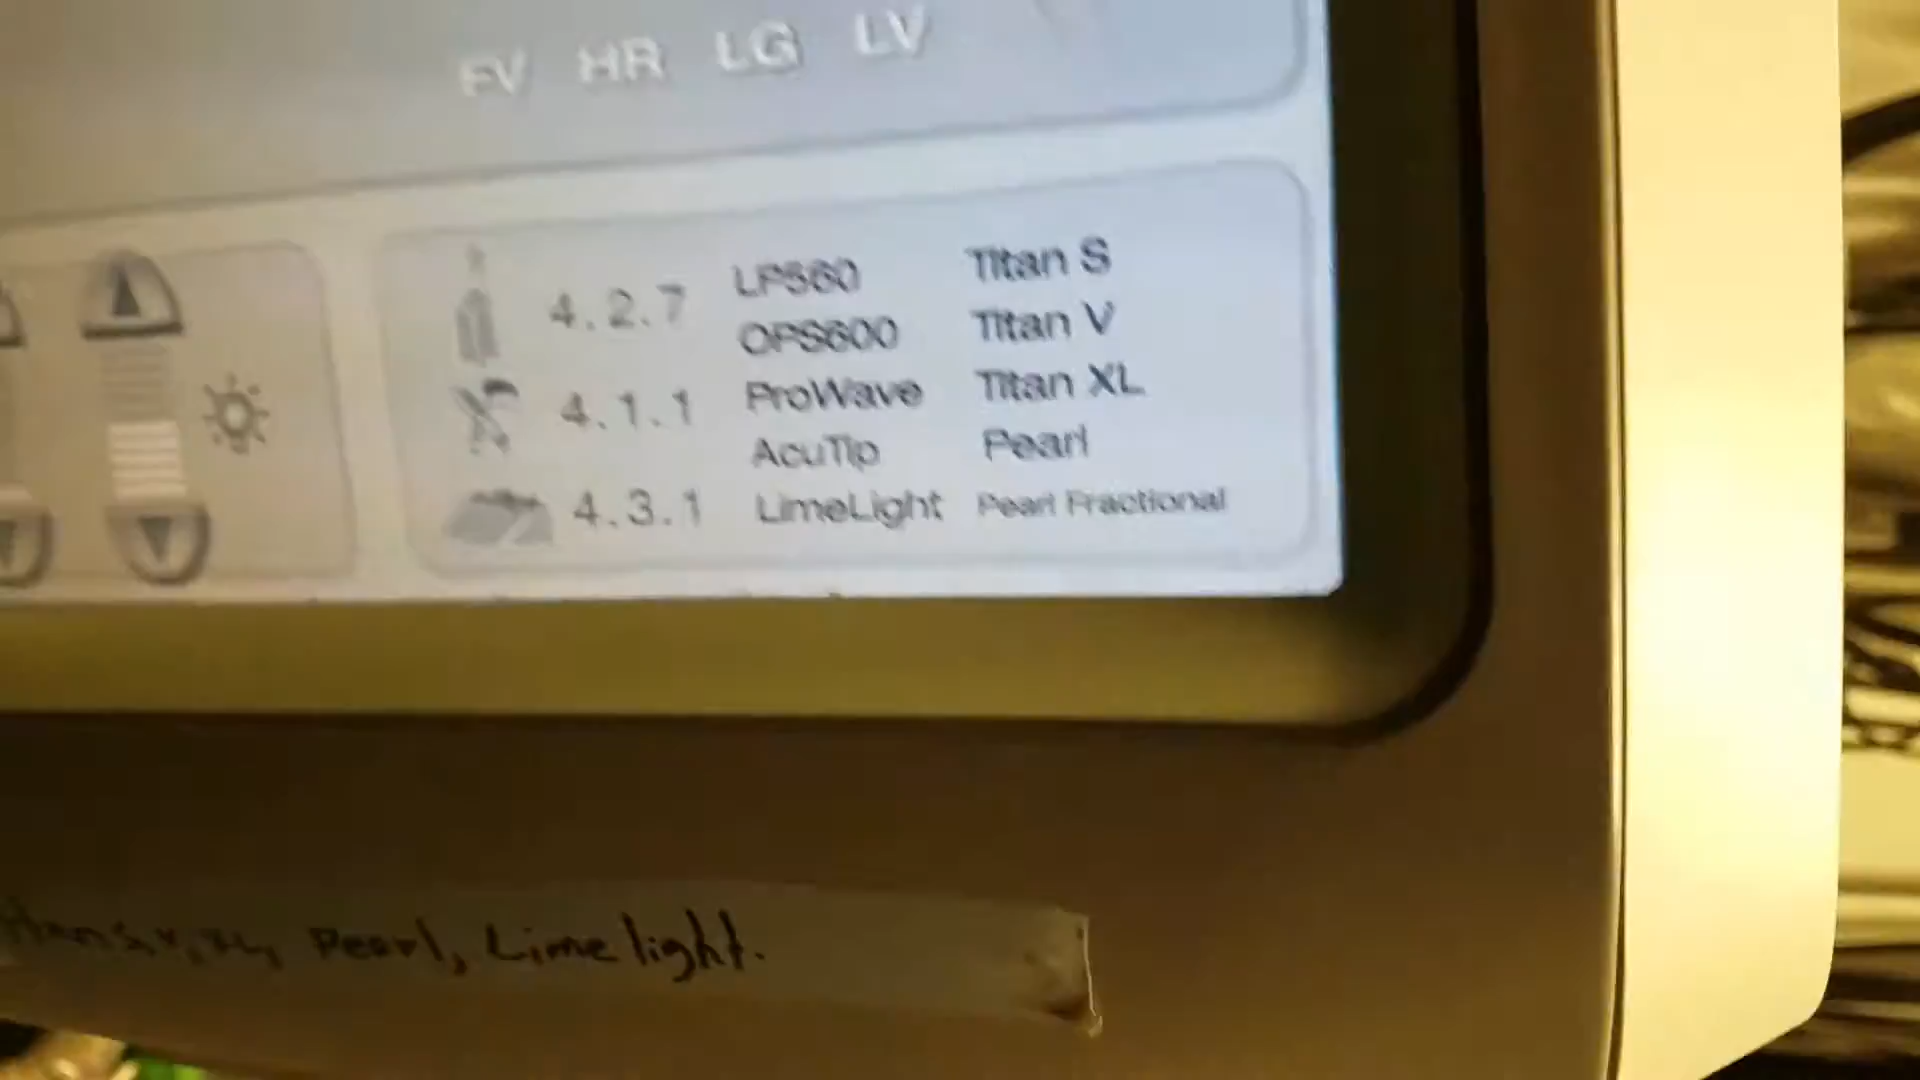 FV HR LG LV
4.2.7 LP560 Titan S
OPS600 Titan V
4.1.1 ProWave Titan XL
AcuTip Pearl
4.3.1 LimeLight Pearl Fractional
Pearl, Limelight.